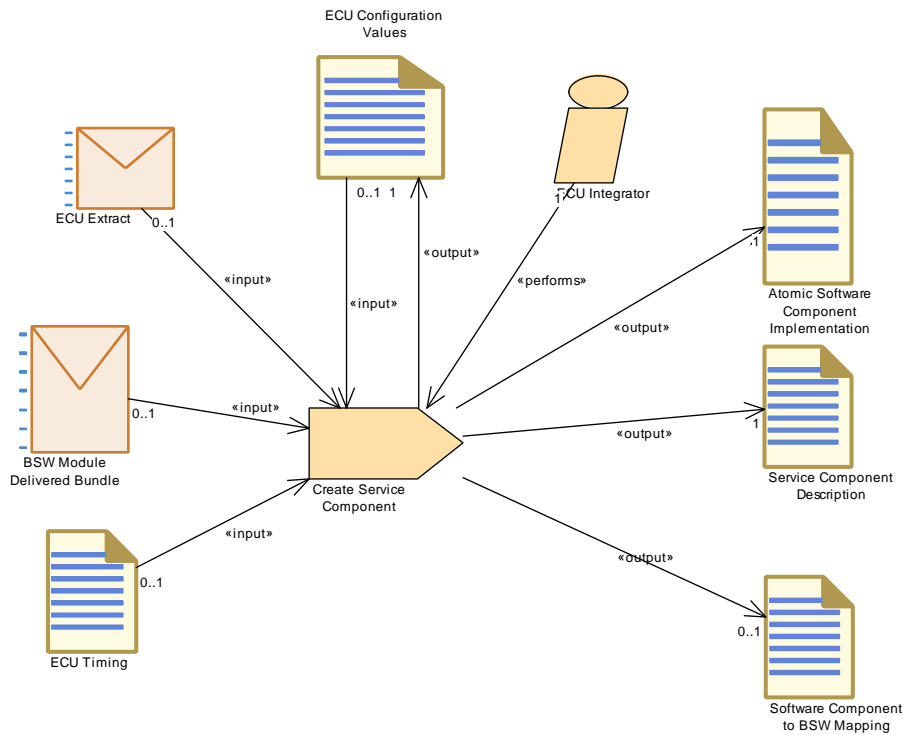 ECU Configuration
Values
ECU Extract
0..1
0..1 1
ECU Integrator
1
«input»
«output»
«performs»
«input»
1
Atomic Software
Component
Implementation
«output»
BSW Module
Delivered Bundle
0..1
«input»
1
«output»
Service Component
Description
Create Service
Component
«input»
0..1
ECU Timing
«output»
0..1
Software Component
to BSW Mapping